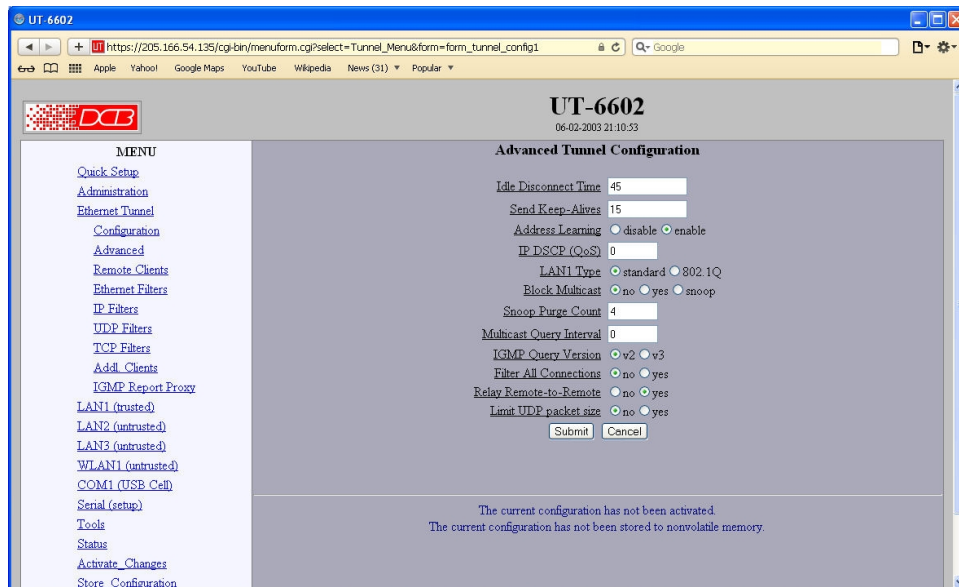 UT-6602
UT https://205.166.54.135/cgi-bin/menuform.cgi?select=Tunnel_Menu&form=form_tunnel_config1
Q- Google
Apple Yahoo! Google Maps YouTube Wikipedia News (31) ▼ Popular ▼
DCB
UT-6602
06-02-2003 21:10:53
MENU
Quick Setup
Administration
Ethernet Tunnel
Configuration
Advanced
Remote Clients
Ethernet Filters
IP Filters
UDP Filters
TCP Filters
Addl. Clients
IGMP Report Proxy
LAN1 (trusted)
LAN2 (untrusted)
LAN3 (untrusted)
WLAN1 (untrusted)
COM1 (USB Cell)
Serial (setup)
Tools
Status
Activate_Changes
Store_Configuration
Advanced Tunnel Configuration
Idle Disconnect Time 45
Send Keep-Alives 15
Address Learning disable enable
IP DSCP (QoS) 0
LAN1 Type standard 802.1Q
Block Multicast no yes snoop
Snoop Purge Count 4
Multicast Query Interval 0
IGMP Query Version v2 v3
Filter All Connections no yes
Relay Remote-to-Remote no yes
Limit UDP packet size no yes
Submit Cancel
The current configuration has not been activated.
The current configuration has not been stored to nonvolatile memory.